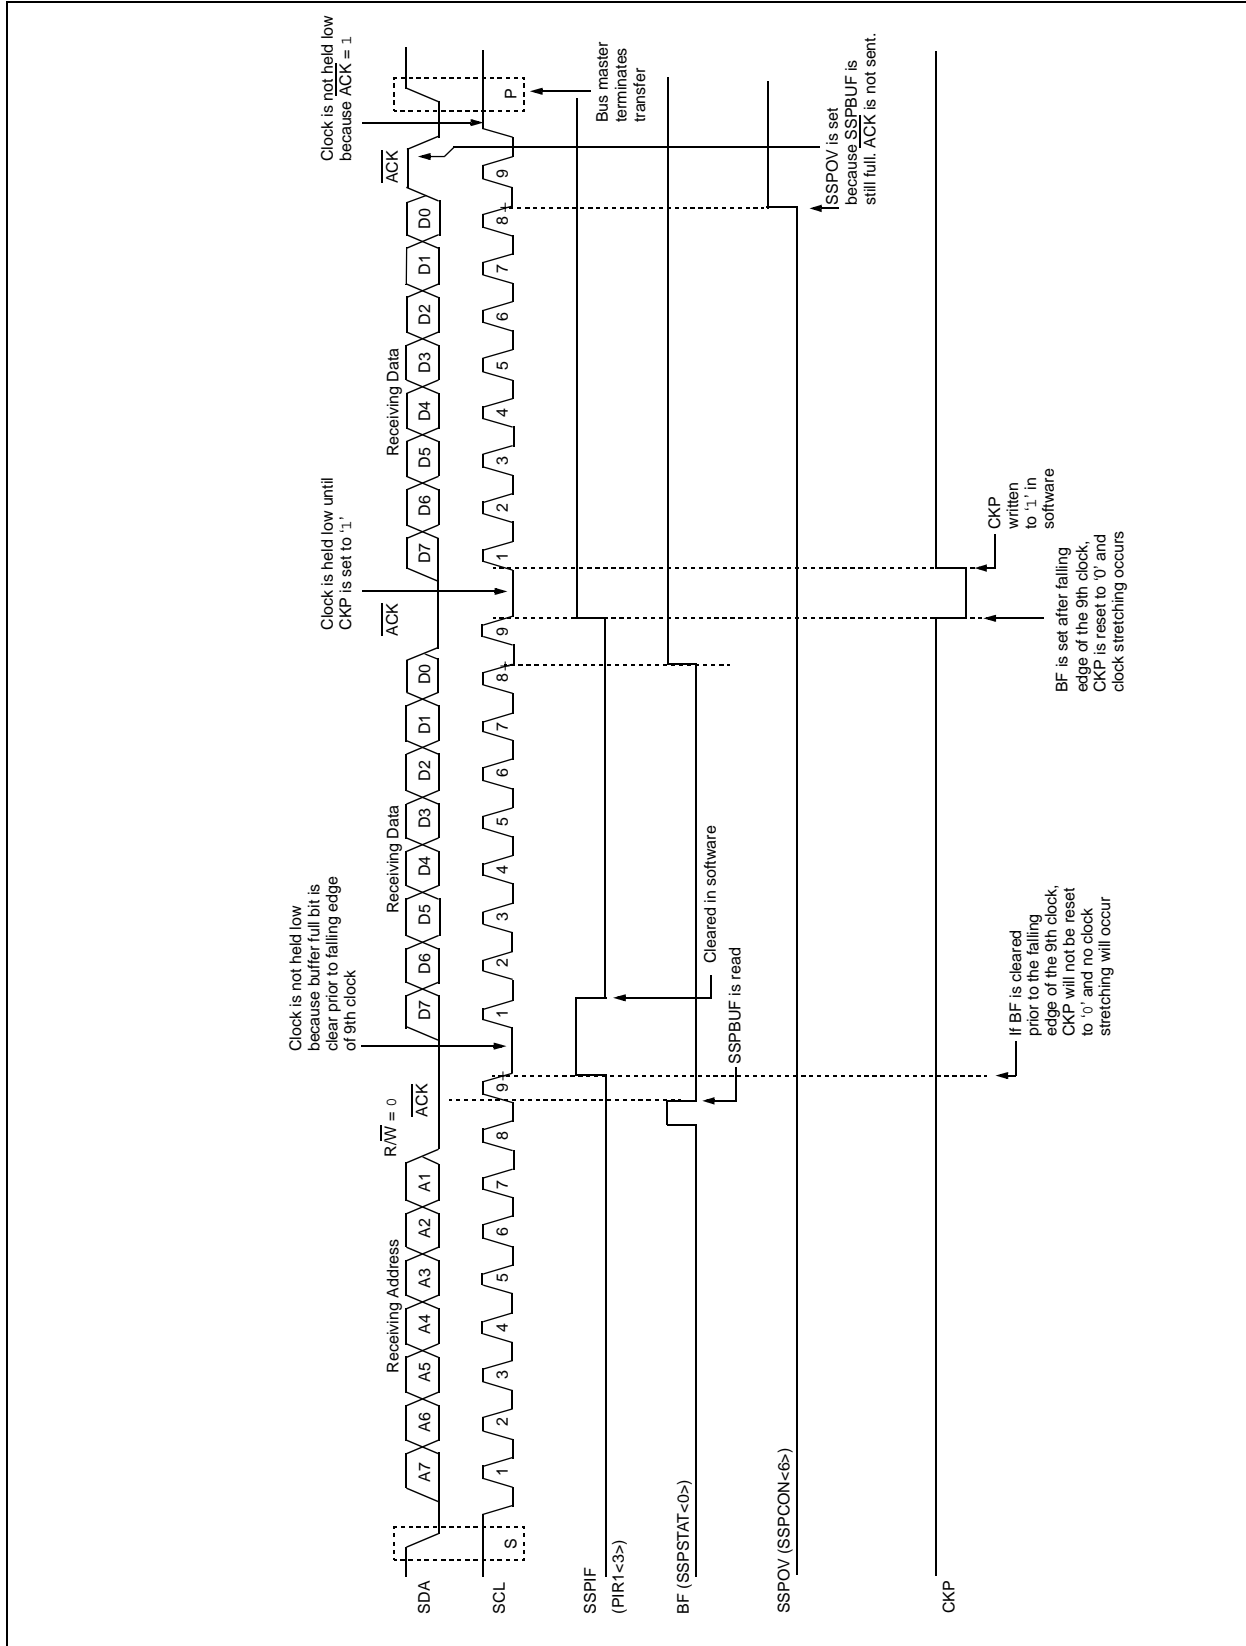 Clock is not held low
because buffer full bit is
clear prior to falling edge
of 9th clock
Clock is held low until
CKP is set to ‘1’
Clock is not held low
because ACK = 1
Receiving Address
R/W = 0
ACK
Receiving Data
ACK
Receiving Data
ACK
SDA
A7 A6 A5 A4 A3 A2 A1
D7 D6 D5 D4 D3 D2 D1 D0
D7 D6 D5 D4 D3 D2 D1 D0
SCL
S
1 2 3 4 5 6 7 8 9
1 2 3 4 5 6 7 8 9
1 2 3 4 5 6 7 8 9
P
SSPIF
(PIR1<3>)
Cleared in software
Bus master
terminates
transfer
BF (SSPSTAT<0>)
SSPBUF is read
SSPOV (SSPCON<6>)
SSPOV is set
because SSPBUF is
still full. ACK is not sent.
CKP
If BF is cleared
prior to the falling
edge of the 9th clock,
CKP will not be reset
to ‘0’ and no clock
stretching will occur
CKP
written
to ‘1’ in
software
BF is set after falling
edge of the 9th clock,
CKP is reset to ‘0’ and
clock stretching occurs